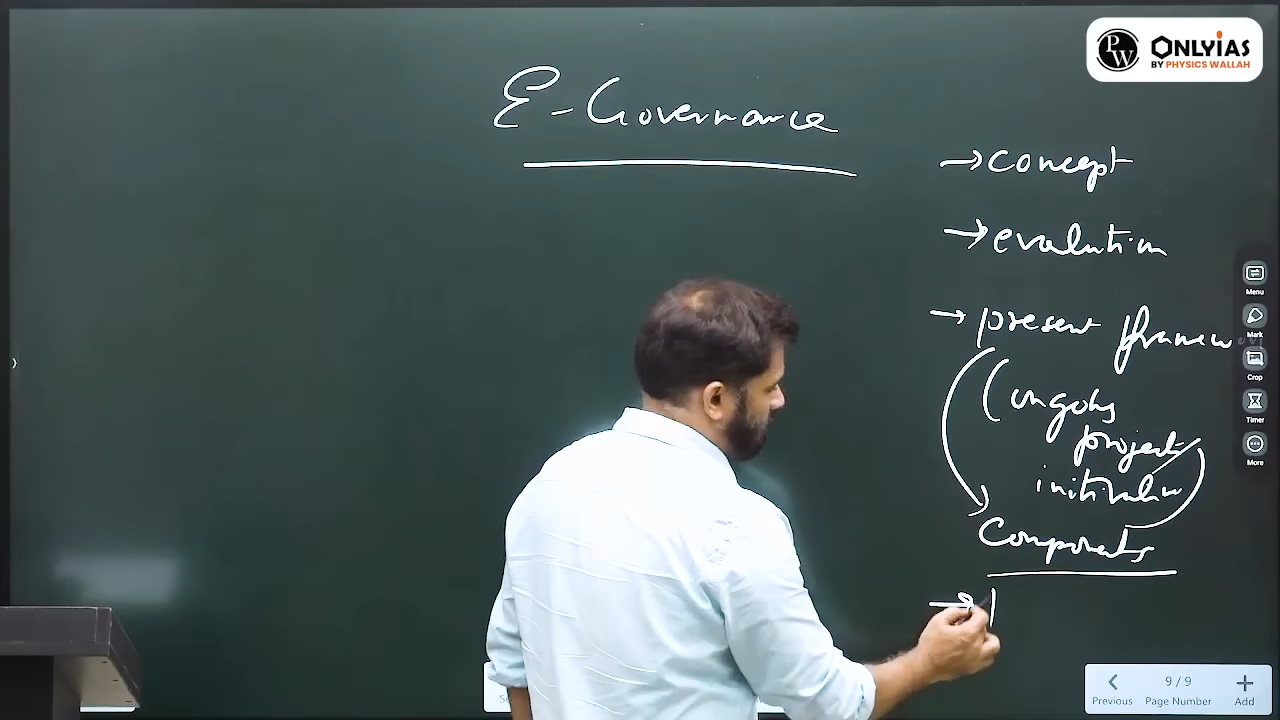 E-Governance
PW ONLYIAS
BY PHYSICS WALLAH
→ concept
→ evolution
→ present framew
(ongoing
project
initiative
Components
→
Menu
Mark
Crop
Timer
More
Previous
9 / 9
Page Number
Add